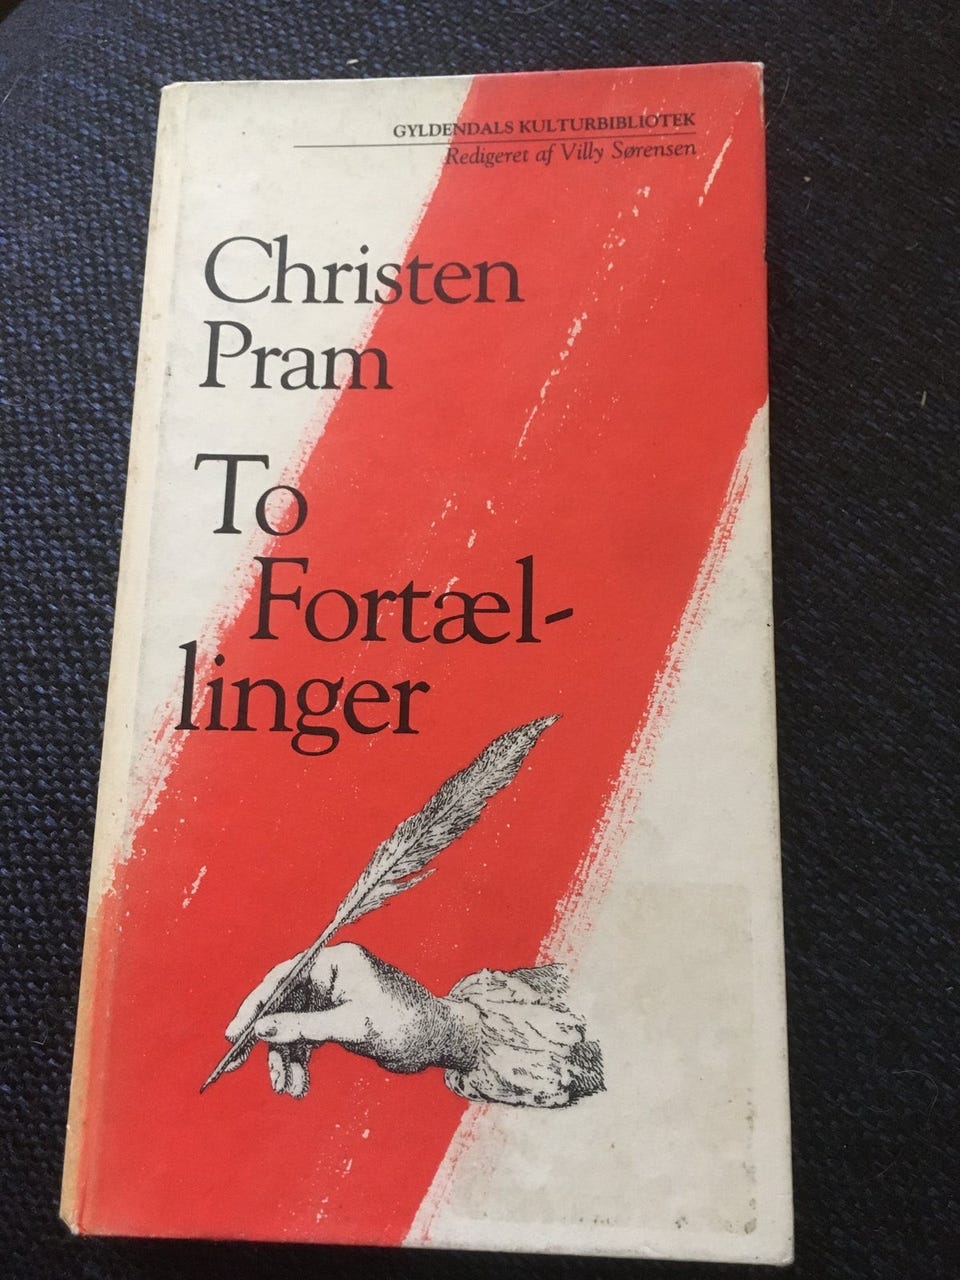 GYLDENDALS KULTURBIBLIOTEK
Redigeret af Villy Sørensen
Christen
Pram
To
Fortæl-
linger